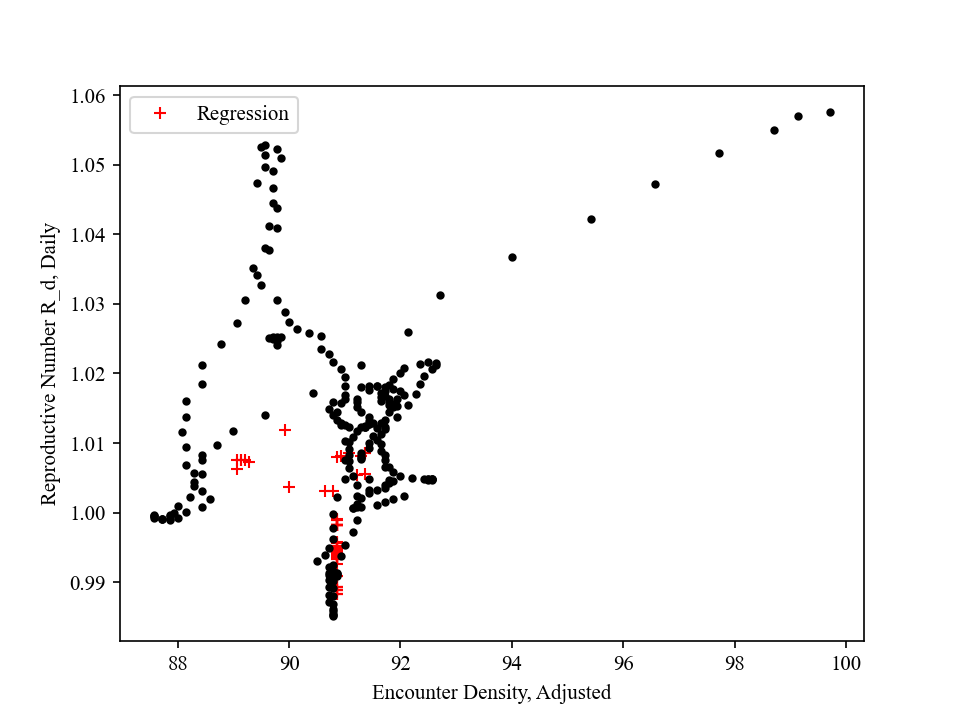 Regression
1.06
1.05
1.04
1.03
1.02
1.01
1.00
0.99
Reproductive Number R_d, Daily
88 90 92 94 96 98 100
Encounter Density, Adjusted